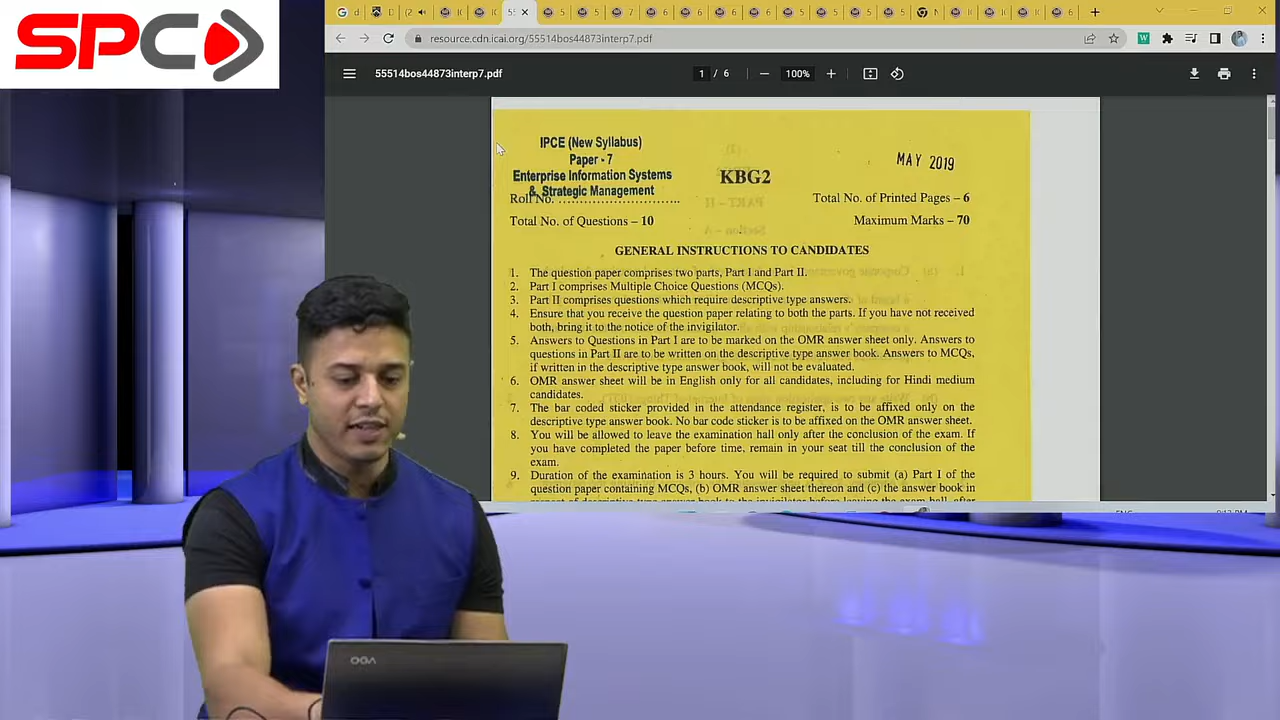 SPC
resource.cdn.icai.org/55514bos44873interp7.pdf
55514bos44873interp7.pdf
1 / 6
100%
IPCE (New Syllabus)
Paper - 7
Enterprise Information Systems
& Strategic Management
MAY 2019
KBG2
Roll No. ..............................
Total No. of Printed Pages – 6
Total No. of Questions – 10
Maximum Marks – 70
GENERAL INSTRUCTIONS TO CANDIDATES
1. The question paper comprises two parts, Part I and Part II.
2. Part I comprises Multiple Choice Questions (MCQs).
3. Part II comprises questions which require descriptive type answers.
4. Ensure that you receive the question paper relating to both the parts. If you have not received
both, bring it to the notice of the invigilator.
5. Answers to Questions in Part I are to be marked on the OMR answer sheet only. Answers to
questions in Part II are to be written on the descriptive type answer book. Answers to MCQs,
if written in the descriptive type answer book, will not be evaluated.
6. OMR answer sheet will be in English only for all candidates, including for Hindi medium
candidates.
7. The bar coded sticker provided in the attendance register, is to be affixed only on the
descriptive type answer book. No bar code sticker is to be affixed on the OMR answer sheet.
8. You will be allowed to leave the examination hall only after the conclusion of the exam. If
you have completed the paper before time, remain in your seat till the conclusion of the
exam.
9. Duration of the examination is 3 hours. You will be required to submit (a) Part I of the
question paper containing MCQs, (b) OMR answer sheet thereon and (c) the answer book in
VGO